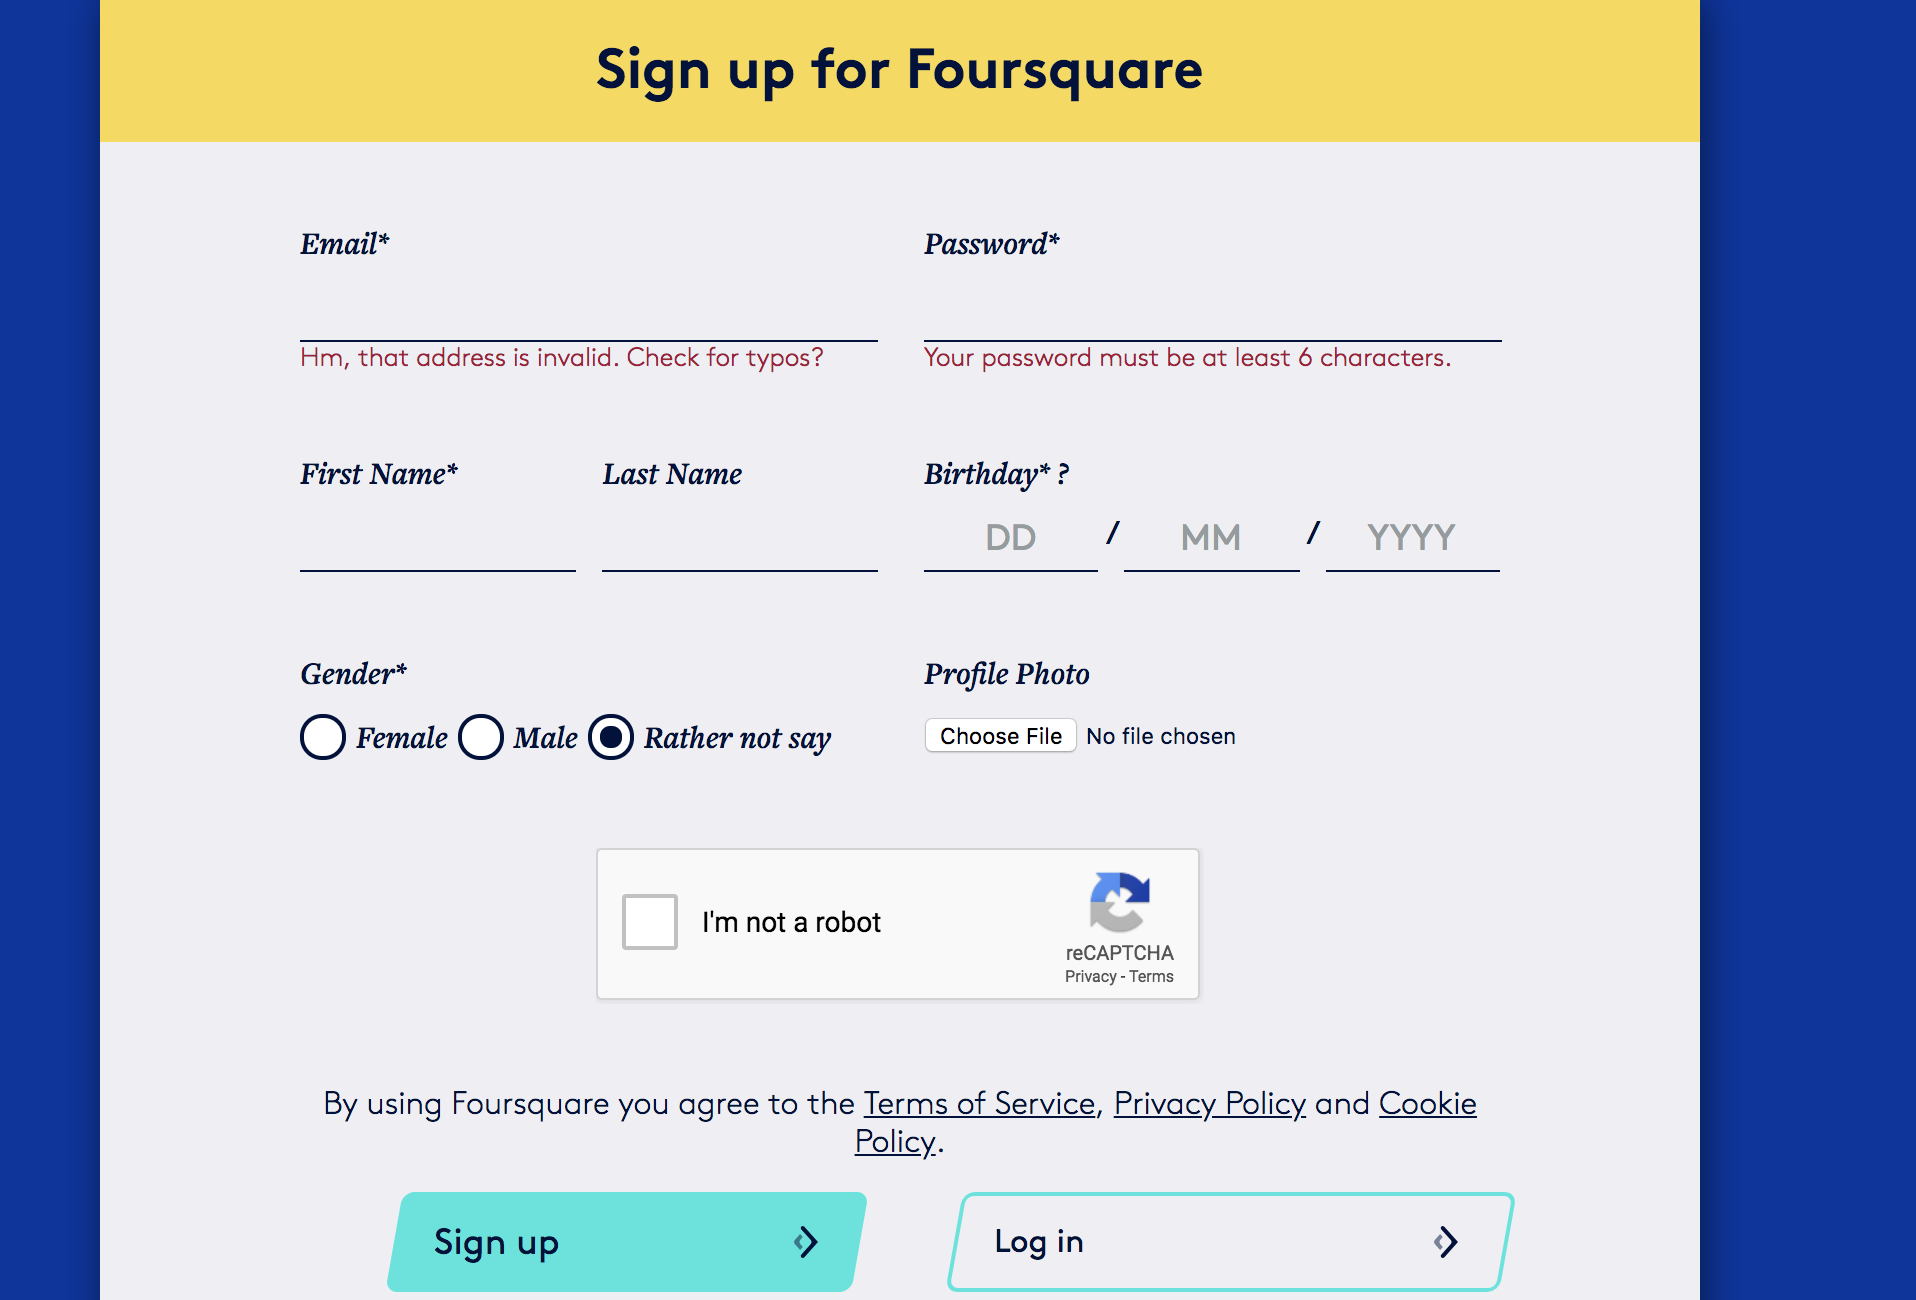 Sign up for Foursquare
Email*
Password*
Hm, that address is invalid. Check for typos?
Your password must be at least 6 characters.
First Name*
Last Name
Birthday* ?
DD / MM / YYYY
Gender*
Profile Photo
Female Male Rather not say
Choose File No file chosen
I'm not a robot
reCAPTCHA
Privacy - Terms
By using Foursquare you agree to the Terms of Service, Privacy Policy and Cookie
Policy.
Sign up
Log in